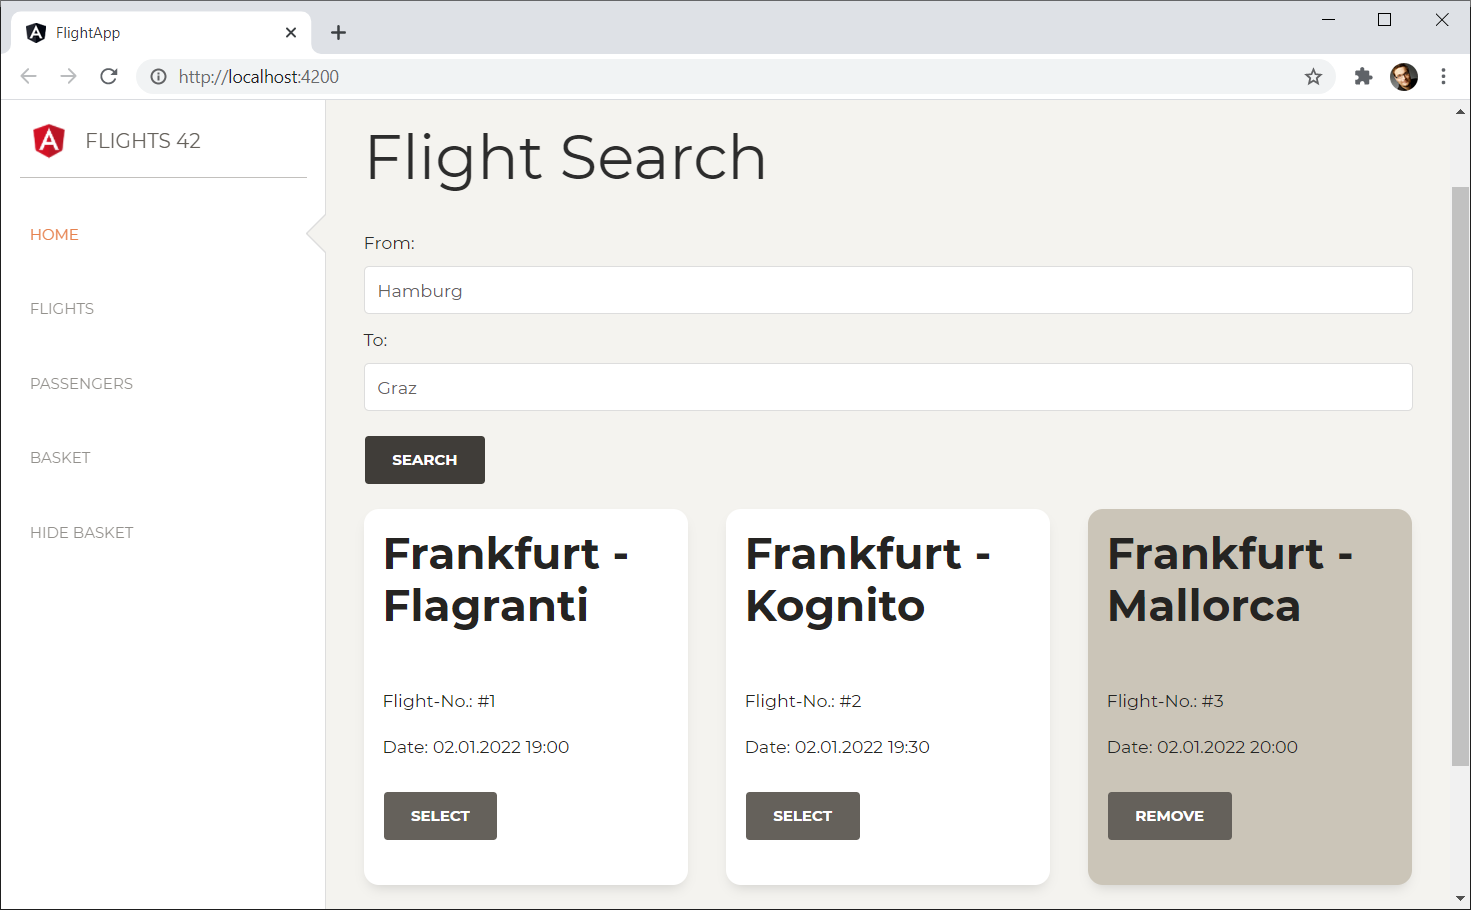 FlightApp
http://localhost:4200
FLIGHTS 42
HOME
FLIGHTS
PASSENGERS
BASKET
HIDE BASKET
Flight Search
From:
Hamburg
To:
Graz
SEARCH
Frankfurt -
Flagranti
Flight-No.: #1
Date: 02.01.2022 19:00
SELECT
Frankfurt -
Kognito
Flight-No.: #2
Date: 02.01.2022 19:30
SELECT
Frankfurt -
Mallorca
Flight-No.: #3
Date: 02.01.2022 20:00
REMOVE